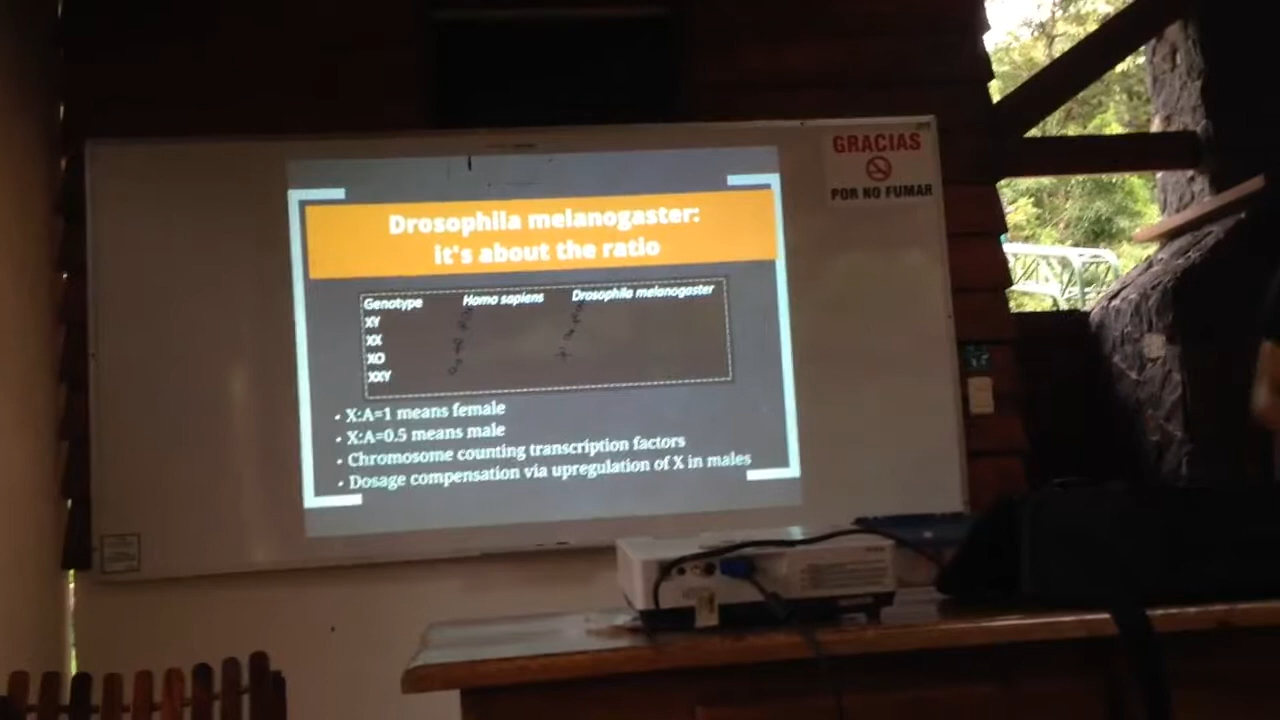 GRACIAS
POR NO FUMAR
Drosophila melanogaster:
it's about the ratio
Genotype Homo sapiens Drosophila melanogaster
XY
XX
XO
XXY
• X:A=1 means female
• X:A=0.5 means male
• Chromosome counting transcription factors
• Dosage compensation via upregulation of X in males